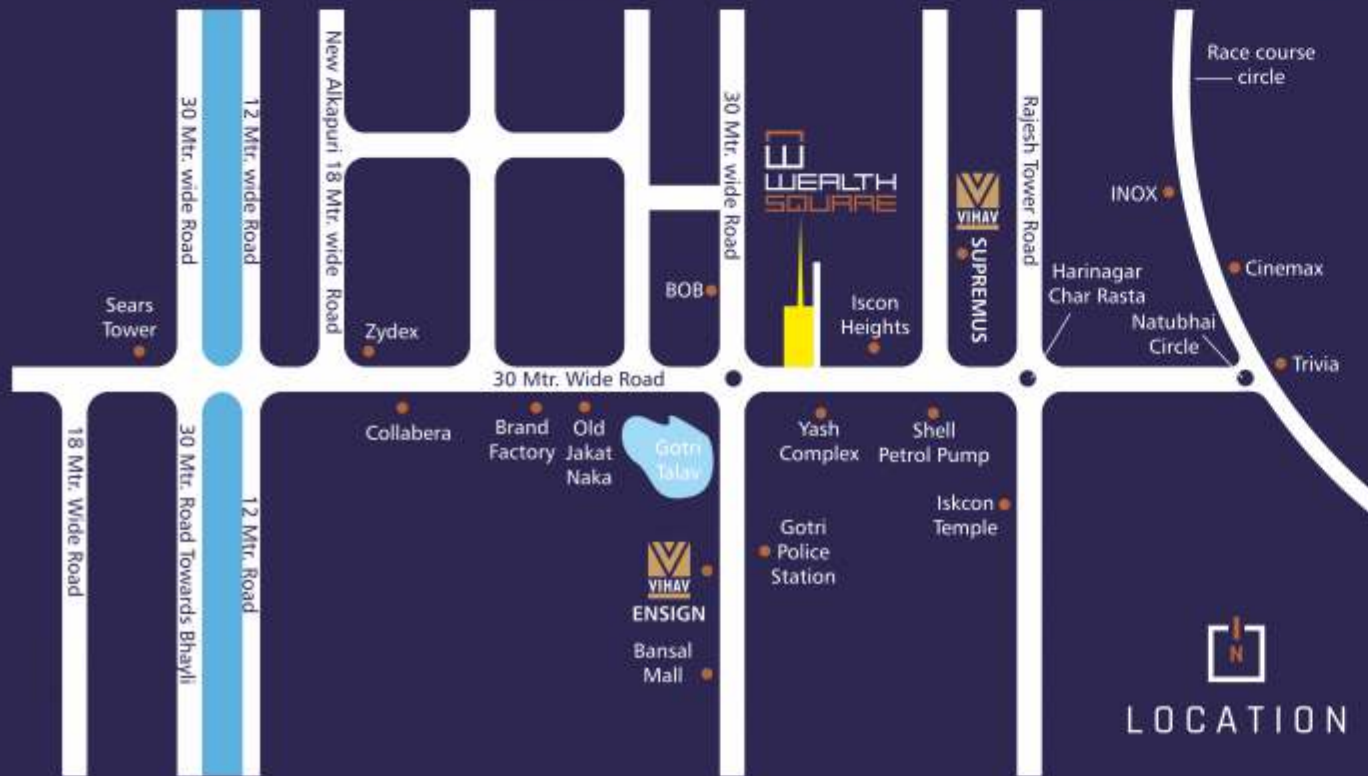 30 Mtr. wide Road
12 Mtr. wide Road
New Alkapuri 18 Mtr. wide Road
30 Mtr. wide Road
WEALTH
SQUARE
VIHAV
SUPREMUS
Rajesh Tower Road
Race course
circle
INOX
Cinemax
Harinagar
Char Rasta
Natubhai
Circle
Trivia
Sears
Tower
Zydex
BOB
Iscon
Heights
30 Mtr. Wide Road
Collabera
Brand
Factory
Old
Jakat
Naka
Gotri
Talav
Yash
Complex
Shell
Petrol Pump
Iskcon
Temple
Gotri
Police
Station
VIHAV
ENSIGN
Bansal
Mall
18 Mtr. Wide Road
30 Mtr. Road Towards Bhayli
12 Mtr. Road
N
LOCATION